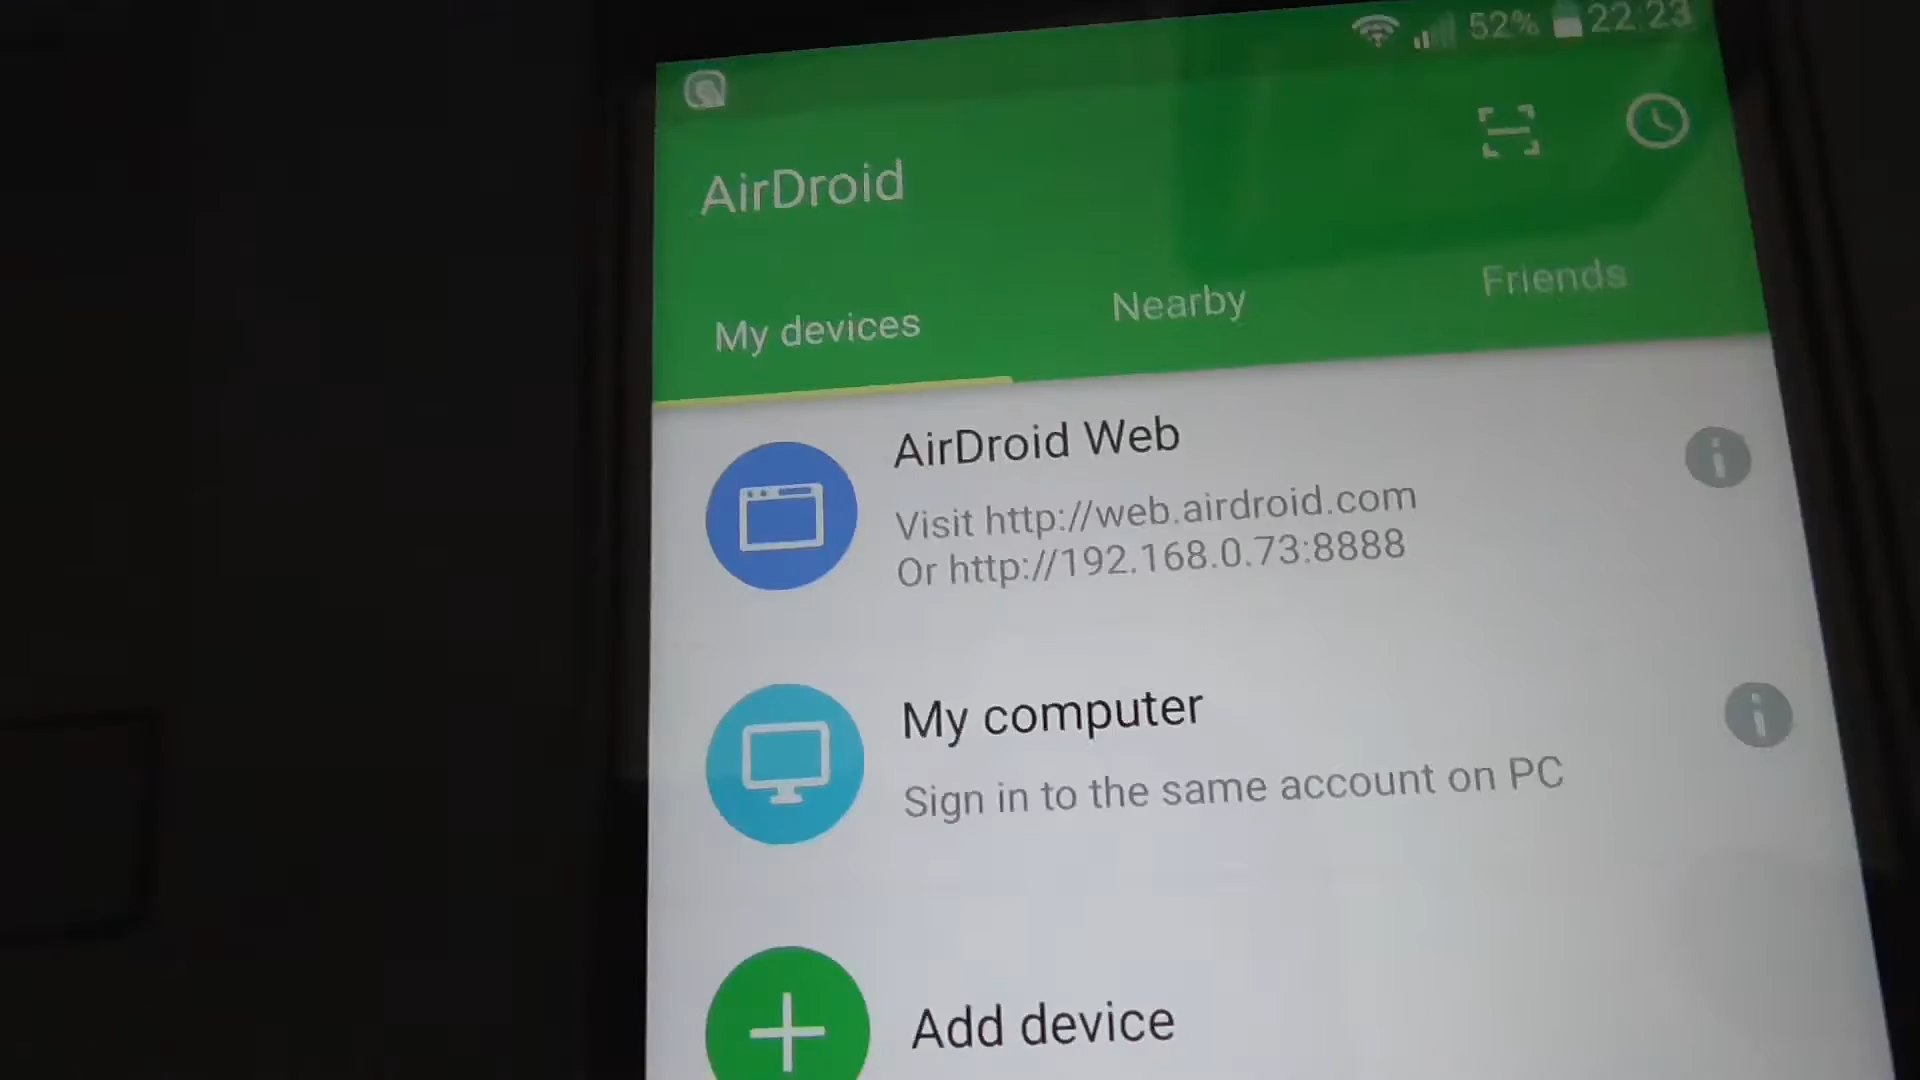 52% 22:23
AirDroid
My devices Nearby Friends
AirDroid Web
Visit http://web.airdroid.com
Or http://192.168.0.73:8888
My computer
Sign in to the same account on PC
Add device